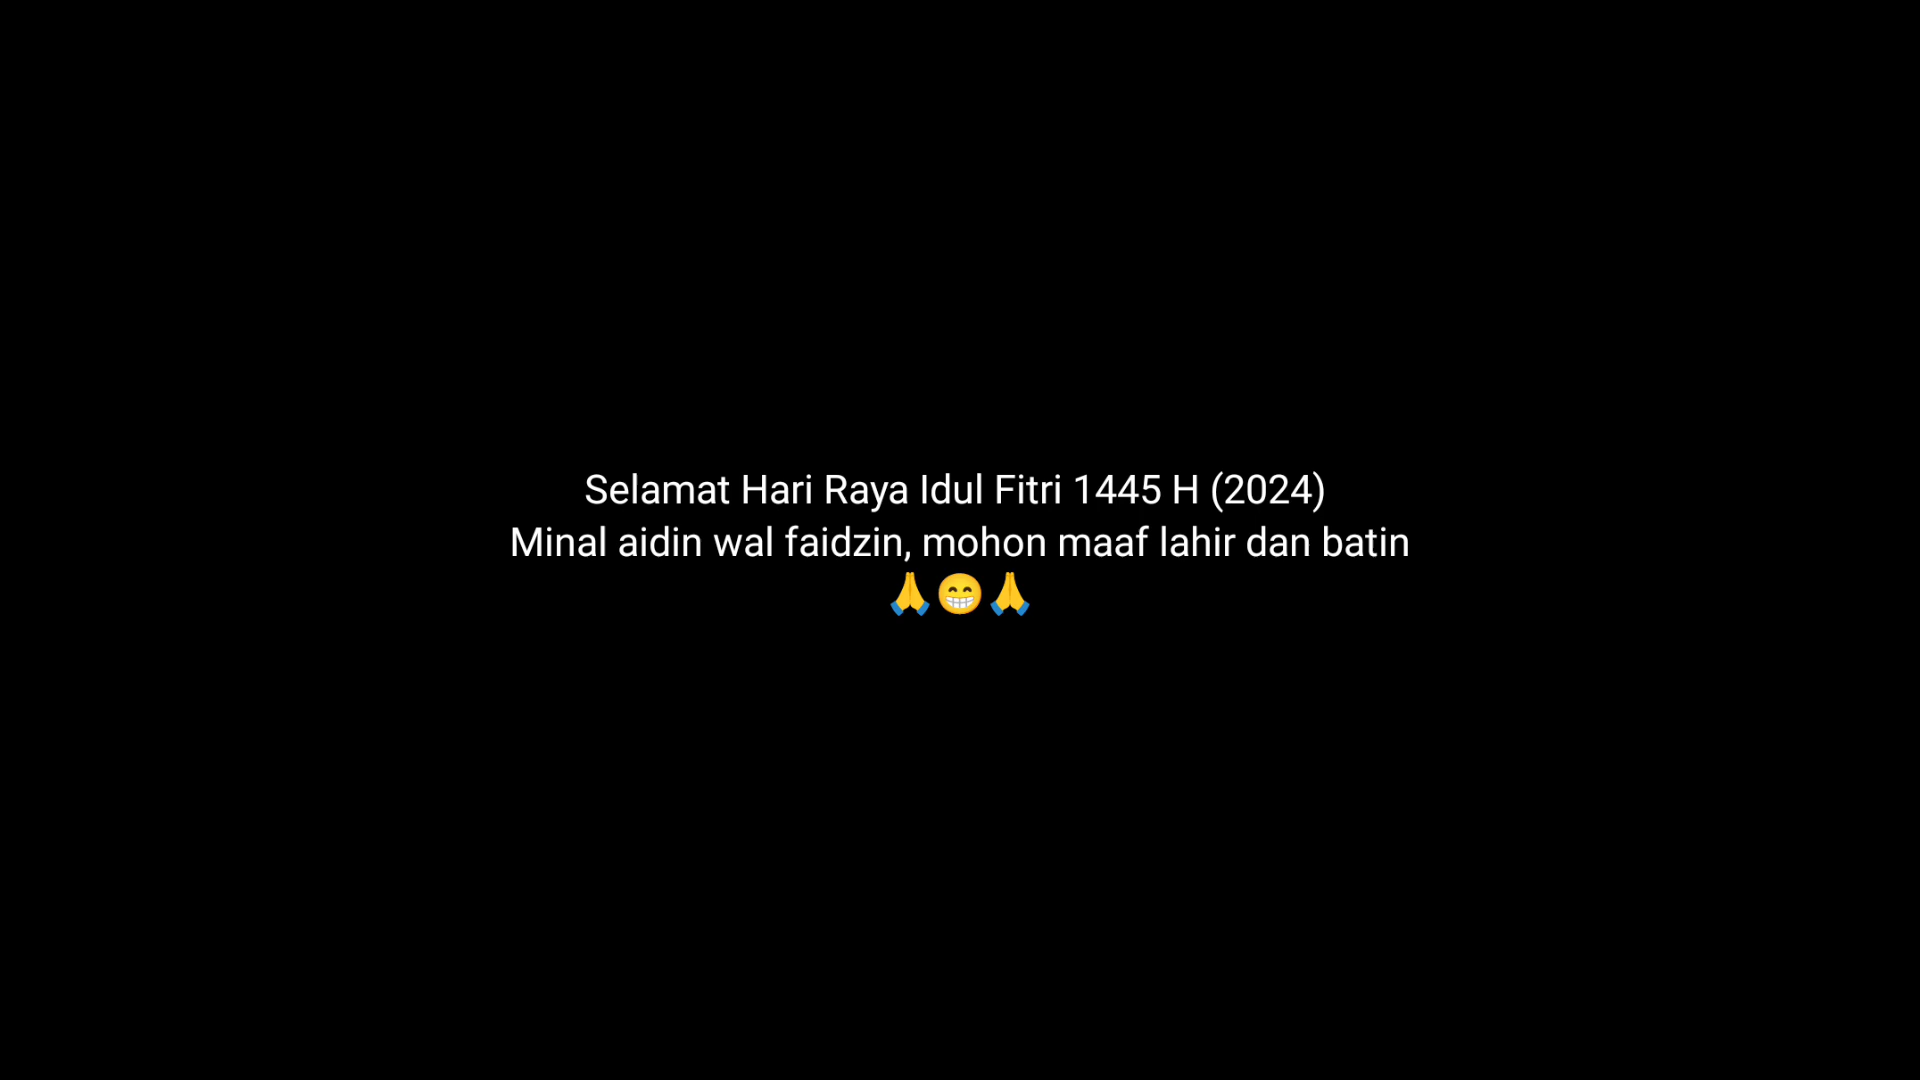 Selamat Hari Raya Idul Fitri 1445 H (2024)
Minal aidin wal faidzin, mohon maaf lahir dan batin
🙏😁🙏